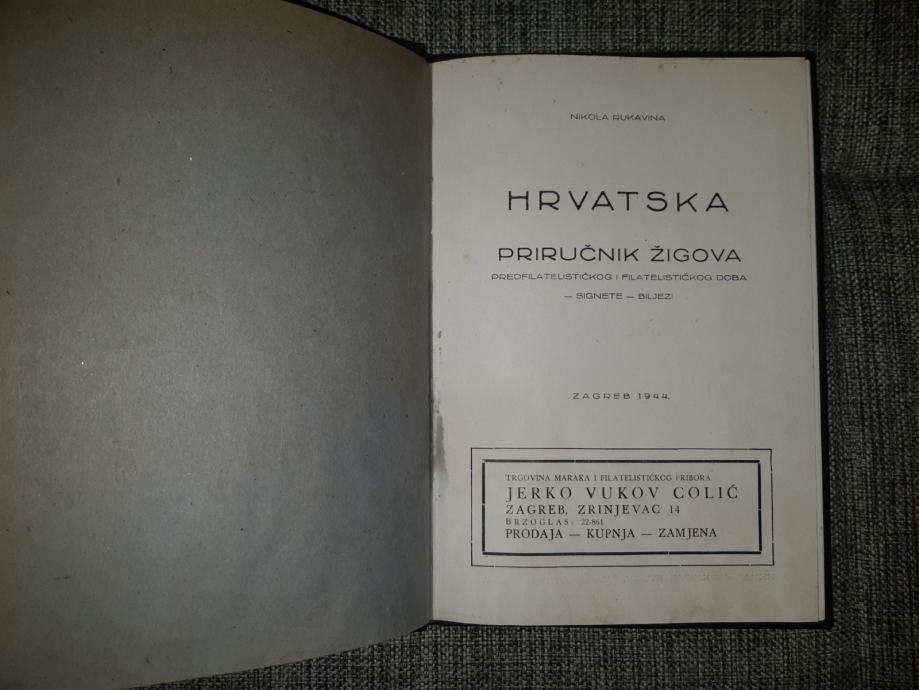 NIKOLA RUKAVINA
HRVATSKA
PRIRUČNIK ŽIGOVA
PREDFILATELISTIČKOG I FILATELISTIČKOG DOBA
— SIGNETE — BILJEZI
ZAGREB 1944.
TRGOVINA MARAKA I FILATELISTIČKOG PRIBORA
JERKO VUKOV COLIĆ
ZAGREB, ZRINJEVAC 14
BRZOGLAS: 22-861
PRODAJA — KUPNJA — ZAMJENA